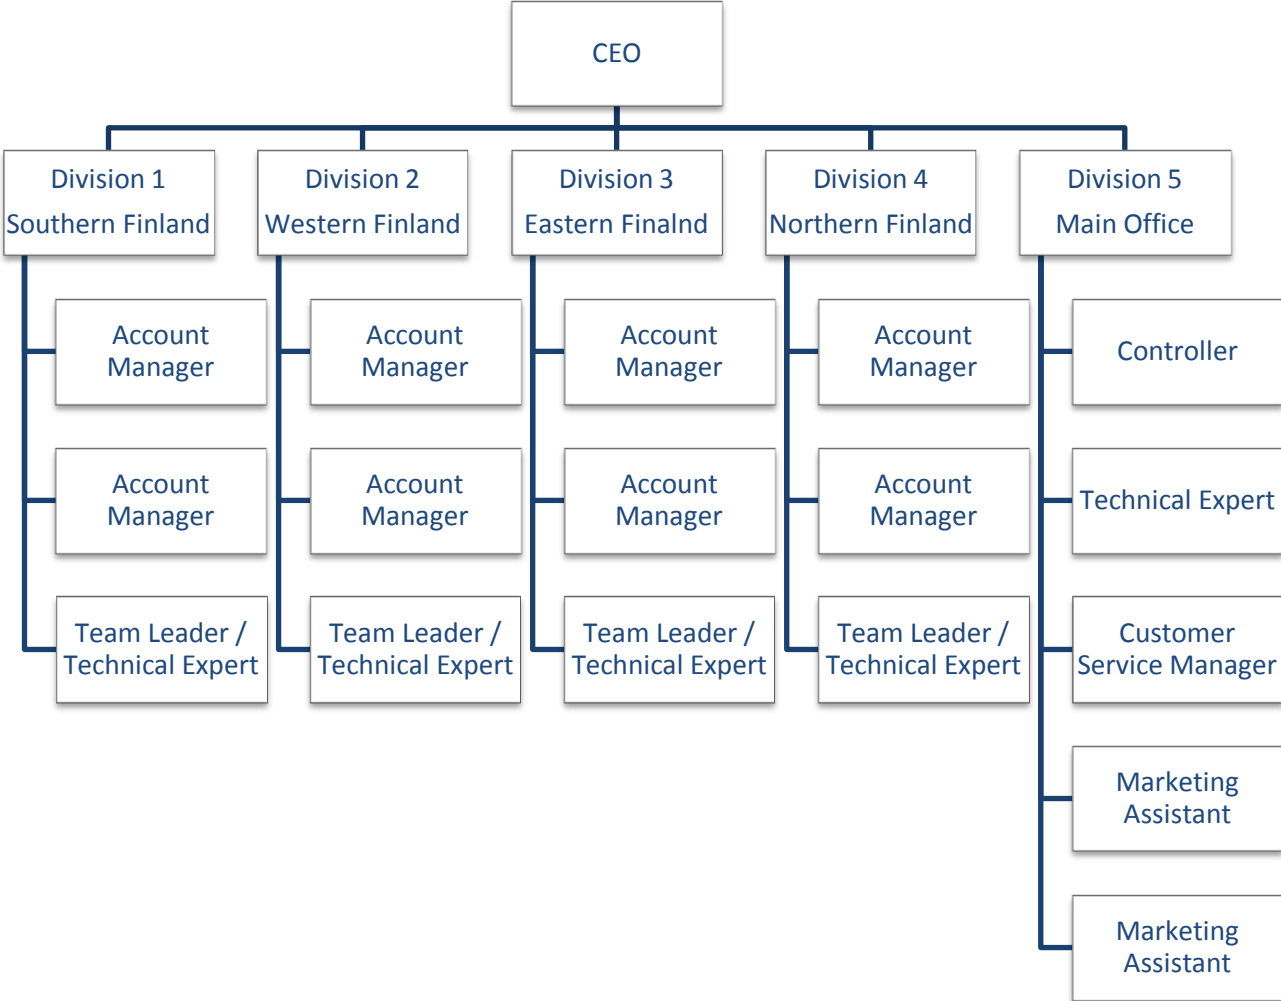 CEO
Division 1
Southern Finland
Division 2
Western Finland
Division 3
Eastern Finalnd
Division 4
Northern Finland
Division 5
Main Office
Account
Manager
Account
Manager
Account
Manager
Account
Manager
Controller
Account
Manager
Account
Manager
Account
Manager
Account
Manager
Technical Expert
Team Leader /
Technical Expert
Team Leader /
Technical Expert
Team Leader /
Technical Expert
Team Leader /
Technical Expert
Customer
Service Manager
Marketing
Assistant
Marketing
Assistant